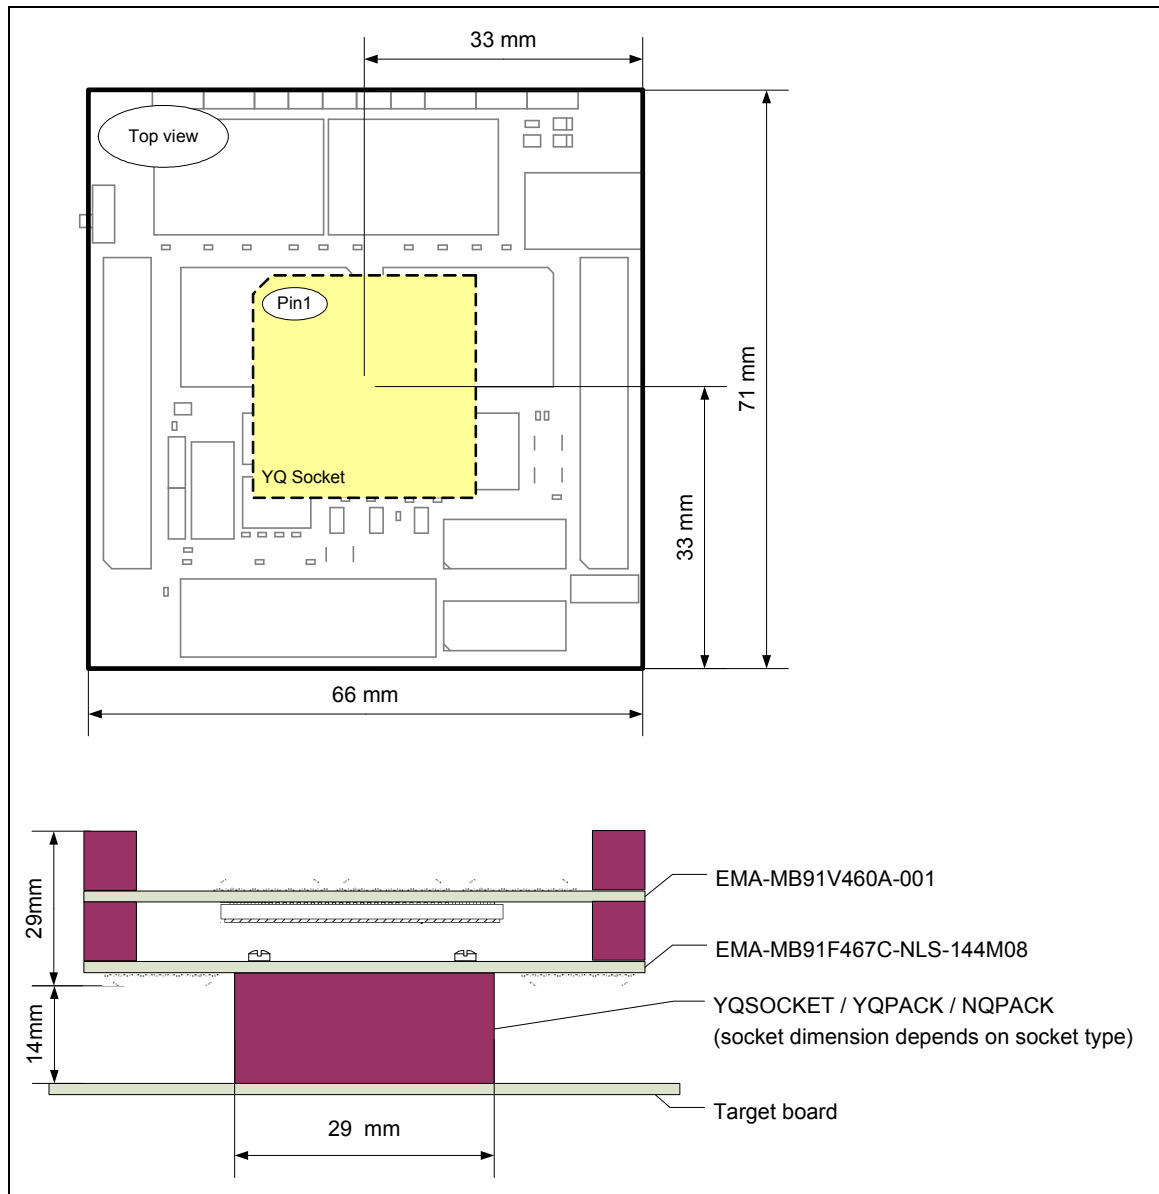 33 mm
Top view
Pin1
71 mm
YQ Socket
33 mm
66 mm
EMA-MB91V460A-001
29mm
EMA-MB91F467C-NLS-144M08
YQSOCKET / YQPACK / NQPACK
(socket dimension depends on socket type)
14mm
Target board
29 mm